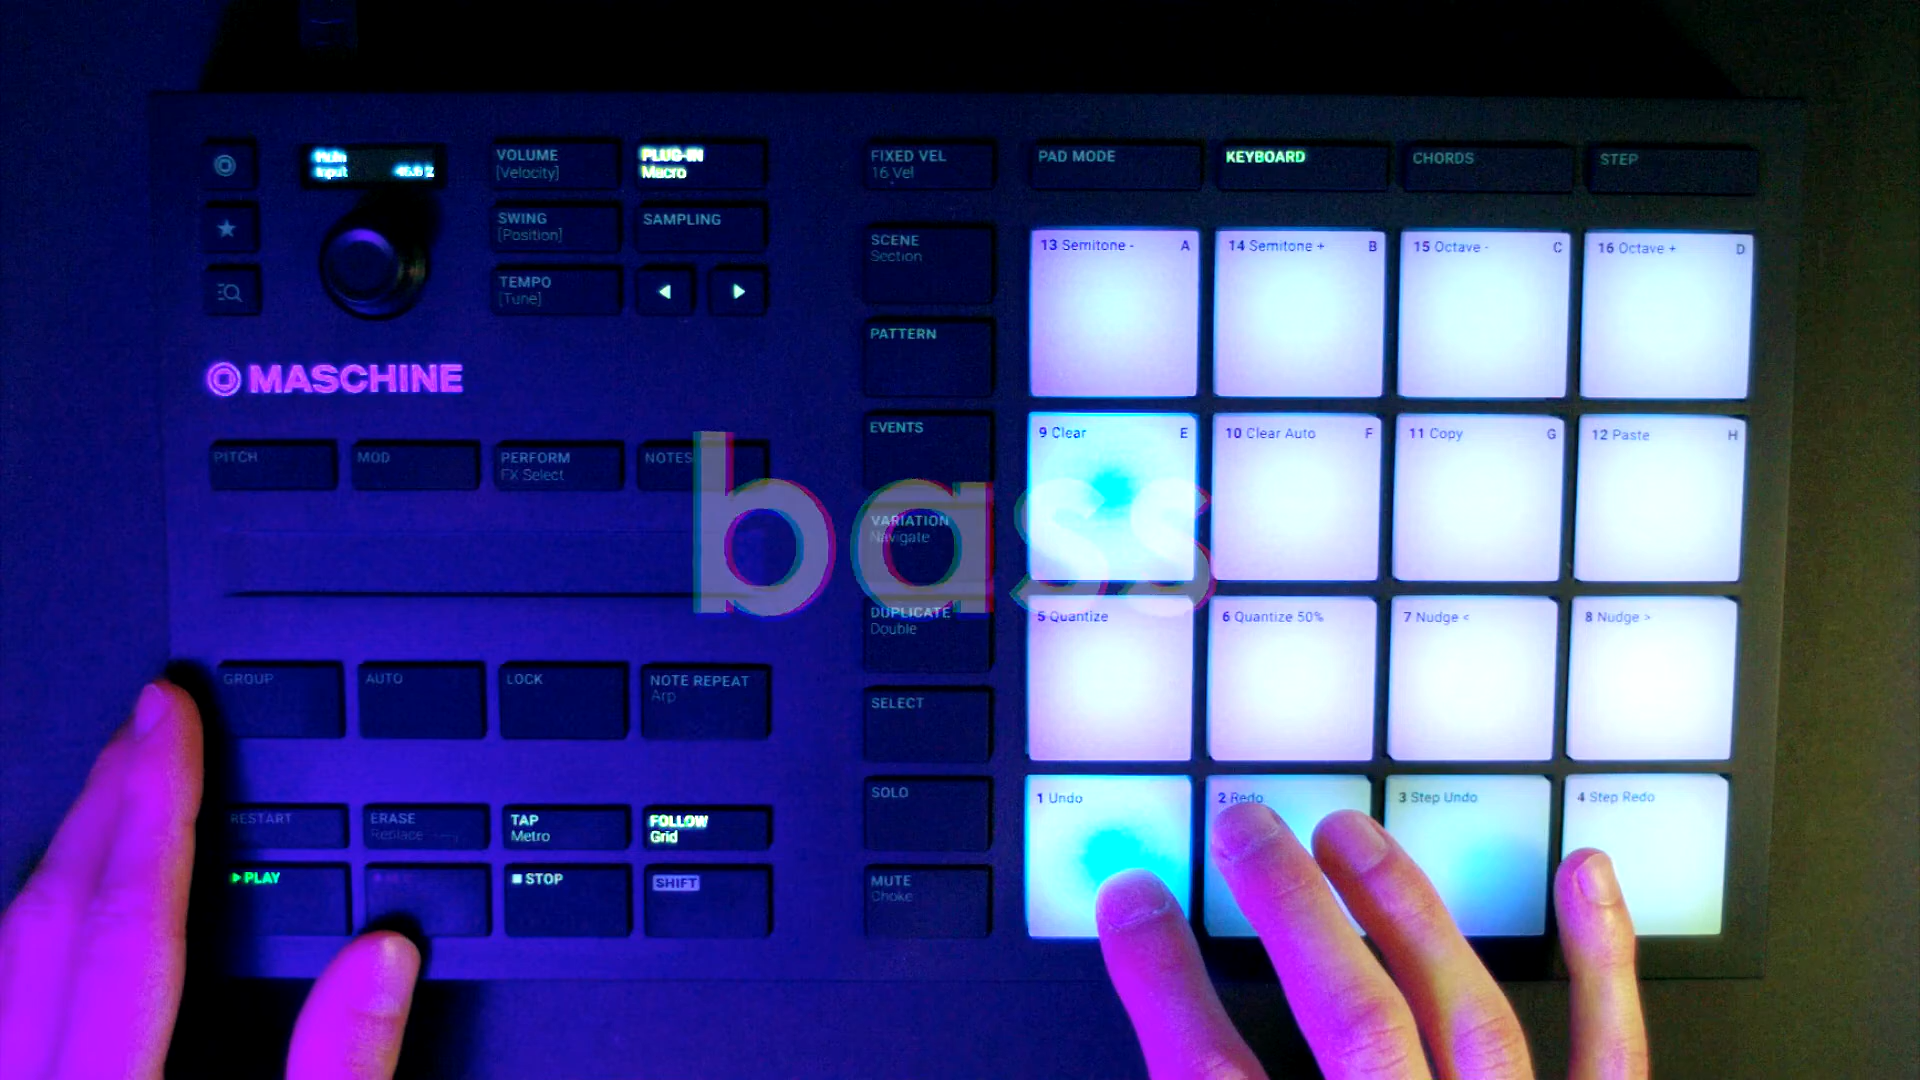 Input
VOLUME
[Velocity]
PLUG-IN
Macro
SWING
[Position]
SAMPLING
TEMPO
[Tune]
MASCHINE
PITCH
MOD
PERFORM
FX Select
NOTES
GROUP
AUTO
LOCK
NOTE REPEAT
Arp
RESTART
ERASE
Replace
TAP
Metro
FOLLOW
Grid
PLAY
STOP
SHIFT
FIXED VEL
16 Vel
SCENE
Section
PATTERN
EVENTS
VARIATION
Navigate
DUPLICATE
Double
SELECT
SOLO
MUTE
Choke
bass
PAD MODE
KEYBOARD
CHORDS
STEP
13 Semitone - A
14 Semitone + B
15 Octave - C
16 Octave + D
9 Clear E
10 Clear Auto F
11 Copy G
12 Paste H
5 Quantize
6 Quantize 50%
7 Nudge <
8 Nudge >
1 Undo
2 Redo
3 Step Undo
4 Step Redo